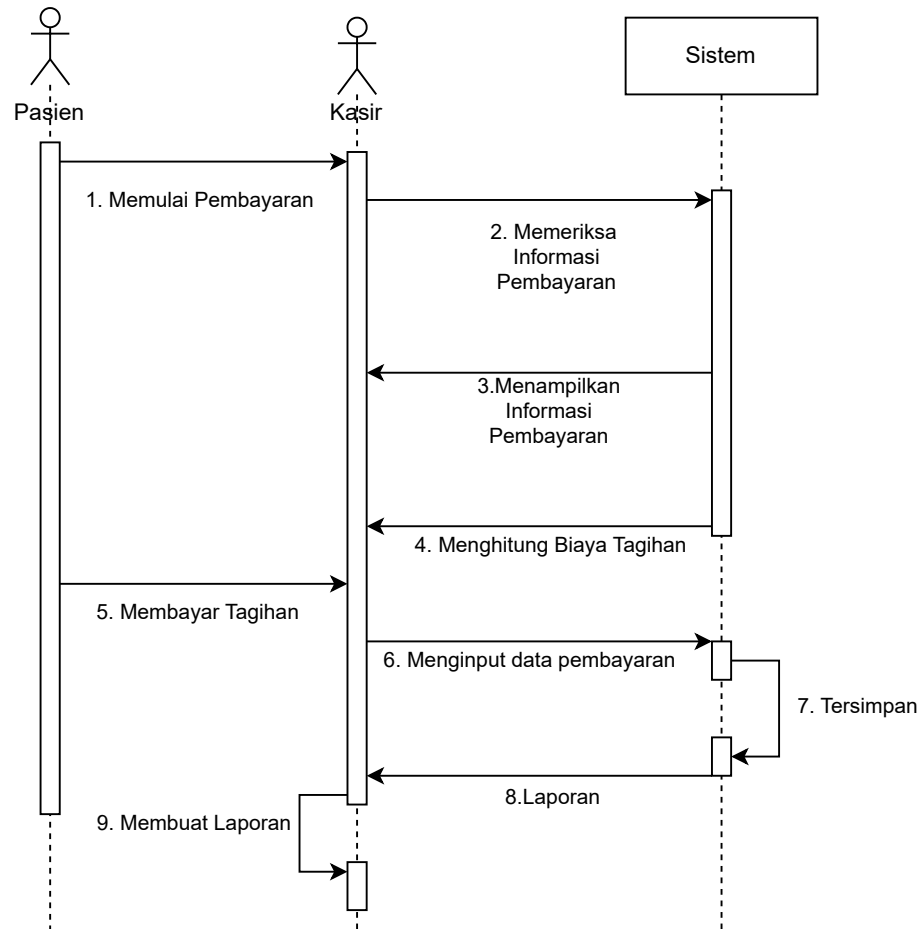 Pasien
Kasir
Sistem
1. Memulai Pembayaran
2. Memeriksa
Informasi
Pembayaran
3.Menampilkan
Informasi
Pembayaran
4. Menghitung Biaya Tagihan
5. Membayar Tagihan
6. Menginput data pembayaran
7. Tersimpan
8.Laporan
9. Membuat Laporan